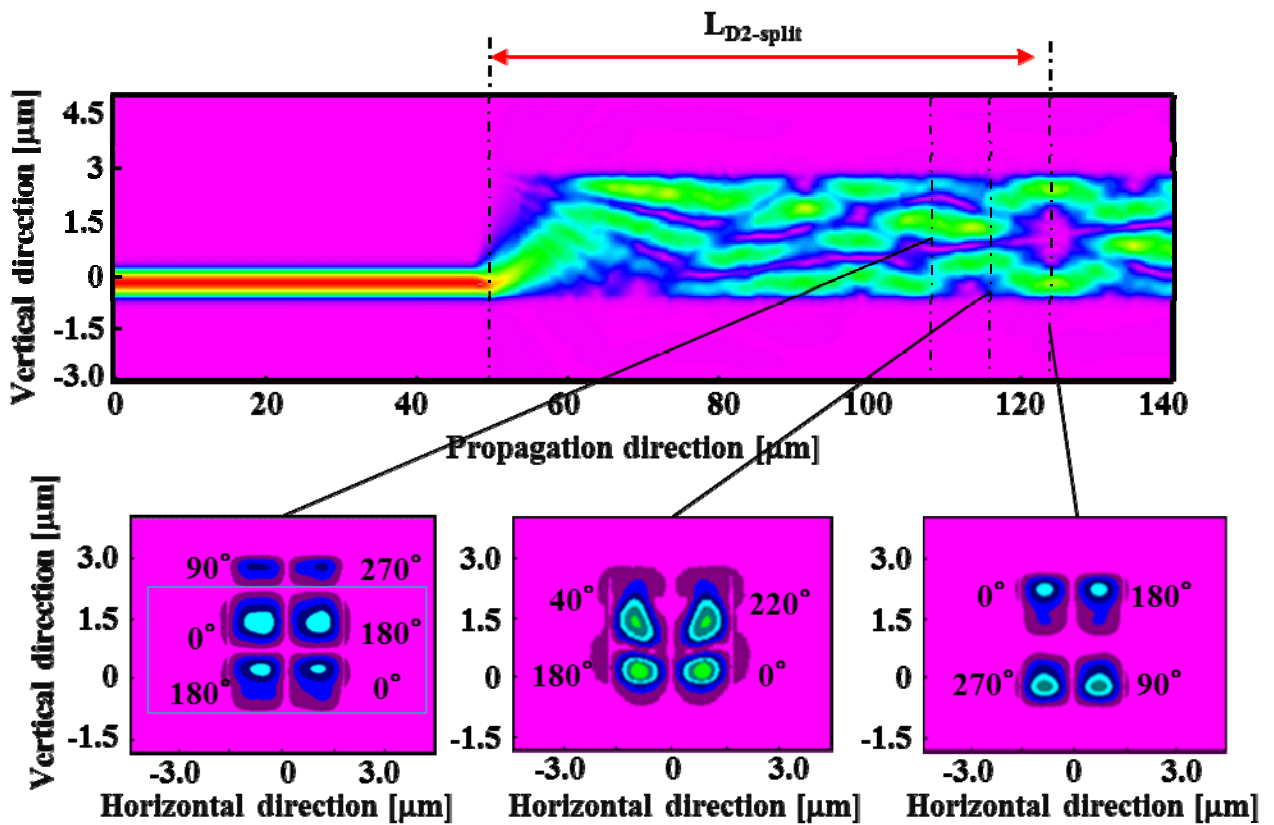 L_D2-split
Vertical direction [μm]
4.5
3
1.5
0
-1.5
-3.0
0 20 40 60 80 100 120 140
Propagation direction [μm]
Vertical direction [μm]
3.0
1.5
0
-1.5
90° 270°
0° 180°
180° 0°
-3.0 0 3.0
Horizontal direction [μm]
3.0
1.5
0
-1.5
40° 220°
180° 0°
-3.0 0 3.0
Horizontal direction [μm]
3.0
1.5
0
-1.5
0° 180°
270° 90°
-3.0 0 3.0
Horizontal direction [μm]